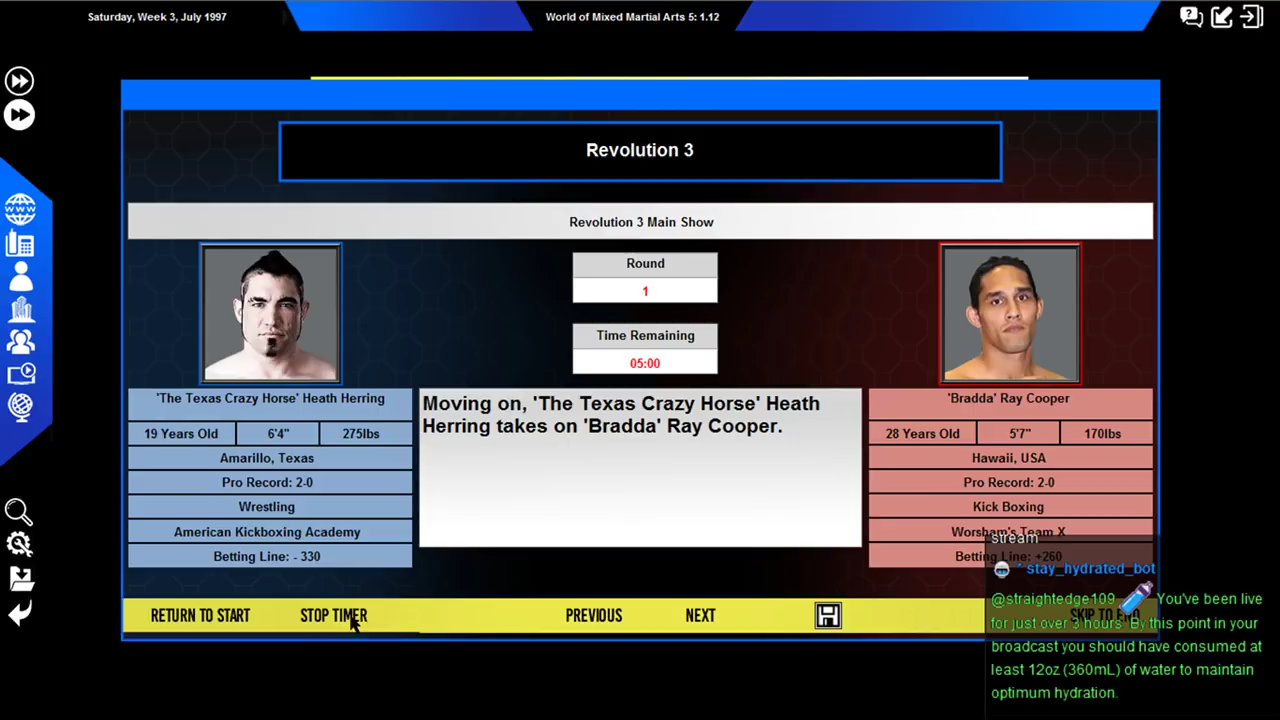 Saturday, Week 3, July 1997
World of Mixed Martial Arts 5: 1.12
Revolution 3
Revolution 3 Main Show
Round
1
Time Remaining
05:00
'The Texas Crazy Horse' Heath Herring
19 Years Old
6'4"
275lbs
Amarillo, Texas
Pro Record: 2-0
Wrestling
American Kickboxing Academy
Betting Line: - 330
Moving on, 'The Texas Crazy Horse' Heath
Herring takes on 'Bradda' Ray Cooper.
'Bradda' Ray Cooper
28 Years Old
5'7"
170lbs
Hawaii, USA
Pro Record: 2-0
Kick Boxing
Worsham's Team X
Betting Line: +260
RETURN TO START
STOP TIMER
PREVIOUS
NEXT
SKIP TO END
stream
stay_hydrated_bot
@straightedge109 You've been live
for just over 3 hours. By this point in your
broadcast you should have consumed at
least 12oz (360mL) of water to maintain
optimum hydration.
WWW
?